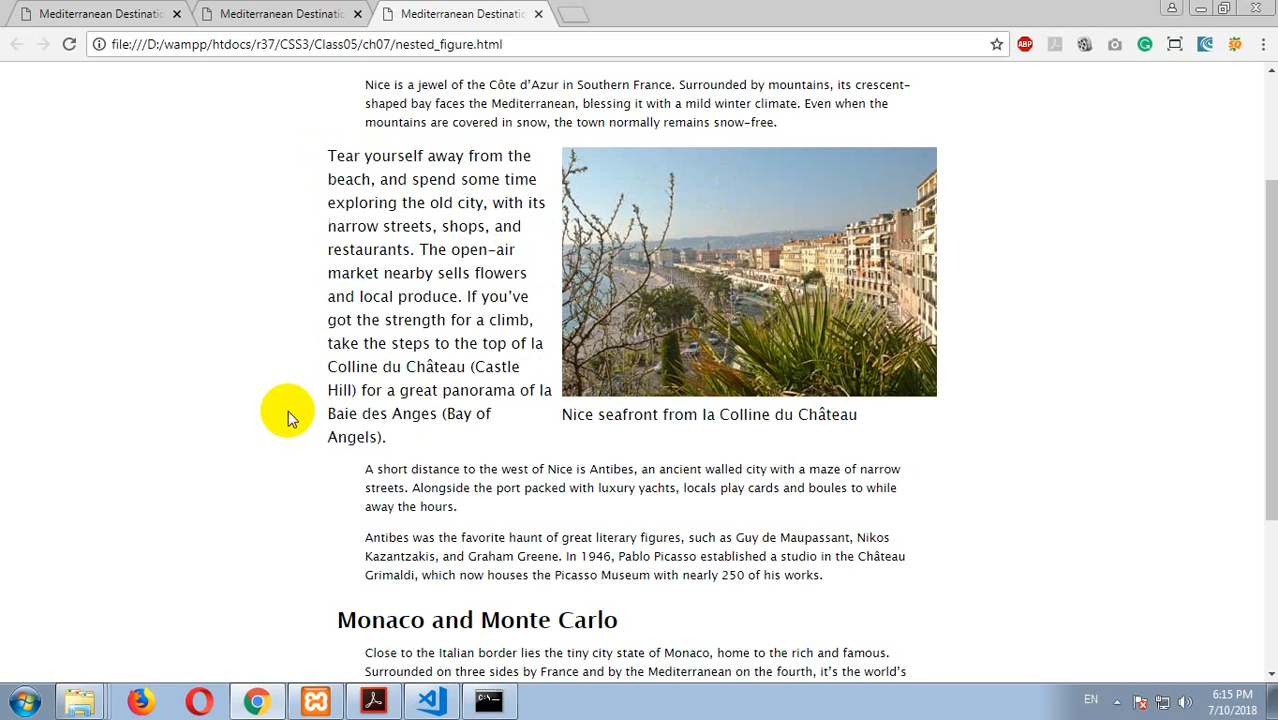 Mediterranean Destinatio
Mediterranean Destinatio
Mediterranean Destinatio
file:///D:/wampp/htdocs/r37/CSS3/Class05/ch07/nested_figure.html
ABP
Nice is a jewel of the Côte d’Azur in Southern France. Surrounded by mountains, its crescent-
shaped bay faces the Mediterranean, blessing it with a mild winter climate. Even when the
mountains are covered in snow, the town normally remains snow-free.
Tear yourself away from the
beach, and spend some time
exploring the old city, with its
narrow streets, shops, and
restaurants. The open-air
market nearby sells flowers
and local produce. If you’ve
got the strength for a climb,
take the steps to the top of la
Colline du Château (Castle
Hill) for a great panorama of la
Baie des Anges (Bay of
Angels).
Nice seafront from la Colline du Château
A short distance to the west of Nice is Antibes, an ancient walled city with a maze of narrow
streets. Alongside the port packed with luxury yachts, locals play cards and boules to while
away the hours.
Antibes was the favorite haunt of great literary figures, such as Guy de Maupassant, Nikos
Kazantzakis, and Graham Greene. In 1946, Pablo Picasso established a studio in the Château
Grimaldi, which now houses the Picasso Museum with nearly 250 of his works.
Monaco and Monte Carlo
Close to the Italian border lies the tiny city state of Monaco, home to the rich and famous.
Surrounded on three sides by France and by the Mediterranean on the fourth, it’s the world’s
EN
6:15 PM
7/10/2018